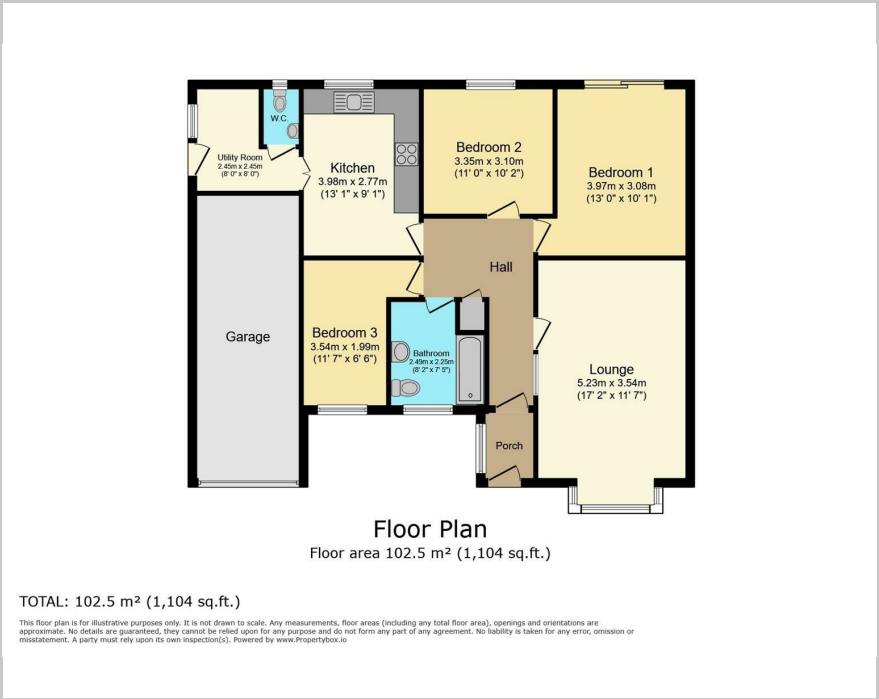 W.C.
Utility Room
2.45m x 2.45m
(8' 0" x 8' 0")
Kitchen
3.98m x 2.77m
(13' 1" x 9' 1")
Bedroom 2
3.35m x 3.10m
(11' 0" x 10' 2")
Bedroom 1
3.97m x 3.08m
(13' 0" x 10' 1")
Hall
Garage
Bedroom 3
3.54m x 1.99m
(11' 7" x 6' 6")
Bathroom
2.49m x 2.25m
(8' 2" x 7' 5")
Lounge
5.23m x 3.54m
(17' 2" x 11' 7")
Porch
Floor Plan
Floor area 102.5 m² (1,104 sq.ft.)
TOTAL: 102.5 m² (1,104 sq.ft.)
This floor plan is for illustrative purposes only. It is not drawn to scale. Any measurements, floor areas (including any total floor area), openings and orientations are
approximate. No details are guaranteed, they cannot be relied upon for any purpose and do not form any part of any agreement. No liability is taken for any error, omission or
misstatement. A party must rely upon its own inspection(s). Powered by www.Propertybox.io